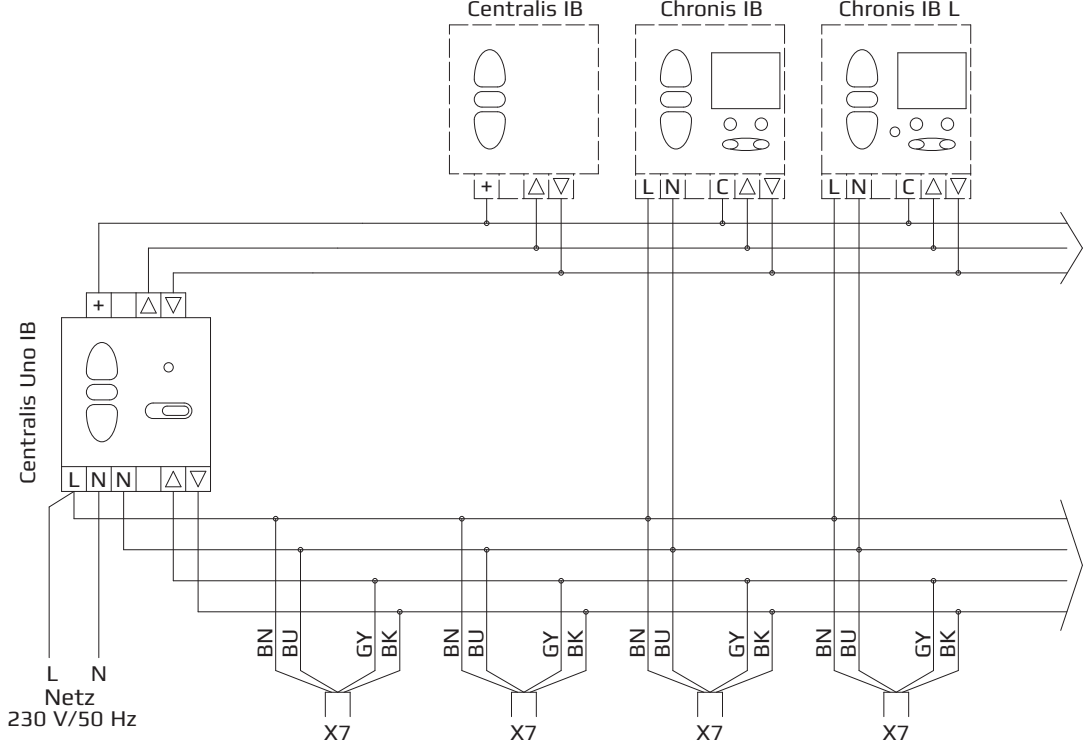 Centralis IB
Chronis IB
Chronis IB L
+
L N C
L N C
+
Centralis Uno IB
L N N
BN BU GY BK
BN BU GY BK
BN BU GY BK
BN BU GY BK
L N
Netz
230 V/50 Hz
X7
X7
X7
X7